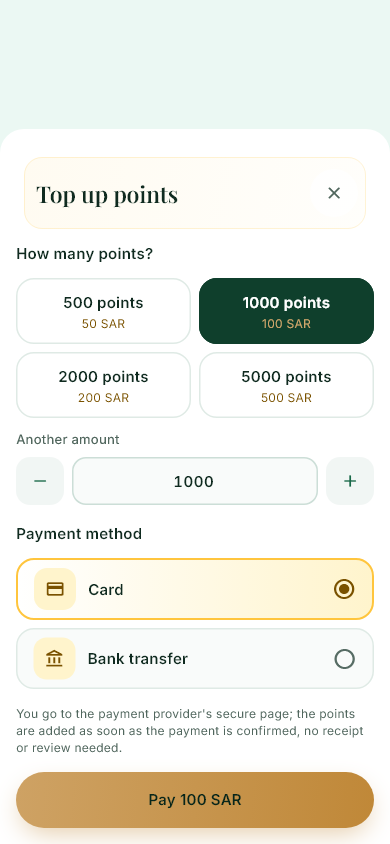 Top up points
How many points?
500 points
50 SAR
1000 points
100 SAR
2000 points
200 SAR
5000 points
500 SAR
Another amount
1000
Payment method
Card
Bank transfer
You go to the payment provider's secure page; the points
are added as soon as the payment is confirmed, no receipt
or review needed.
Pay 100 SAR